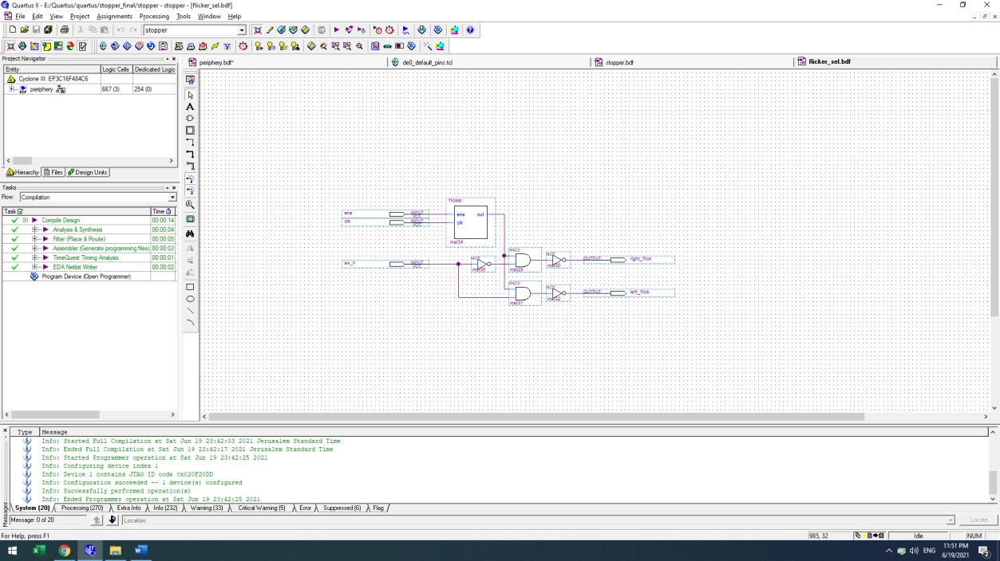 Quartus II - E:/Quartus/quartus/stopper_final/stopper - stopper - [flicker_sel.bdf]
File Edit View Project Assignments Processing Tools Window Help
stopper
Project Navigator
Entity Logic Cells Dedicated Logic
Cyclone III: EP3C16F484C6
periphery 667 (3) 254 (0)
Hierarchy Files Design Units
Tasks
Flow: Compilation
Task Time
Compile Design 00:00:14
Analysis & Synthesis 00:00:04
Fitter (Place & Route) 00:00:05
Assembler (Generate programming files) 00:00:02
TimeQuest Timing Analysis 00:00:01
EDA Netlist Writer 00:00:02
Program Device (Open Programmer)
periphery.bdf* de0_default_pins.tcl stopper.bdf flicker_sel.bdf
flicker
ena INPUT VCC ena out
clk INPUT VCC clk
inst34
sw_lr INPUT VCC NOT AND2 NOT OUTPUT right_flick
inst29 inst30
AND2 NOT OUTPUT left_flick
inst31 inst32
Type Message
Info: Started Full Compilation at Sat Jun 19 23:42:03 2021 Jerusalem Standard Time
Info: Ended Full Compilation at Sat Jun 19 23:42:17 2021 Jerusalem Standard Time
Info: Started Programmer operation at Sat Jun 19 23:42:25 2021
Info: Configuring device index 1
Info: Device 1 contains JTAG ID code 0x020F20DD
Info: Configuration succeeded -- 1 device(s) configured
Info: Successfully performed operation(s)
Info: Ended Programmer operation at Sat Jun 19 23:42:25 2021
Messages
System (20) Processing (270) Extra Info Info (232) Warning (33) Critical Warning (5) Error Suppressed (6) Flag
Message: 0 of 20 Location: Locate
For Help, press F1 985, 32 Idle NUM
ENG 11:51 PM
6/19/2021
2